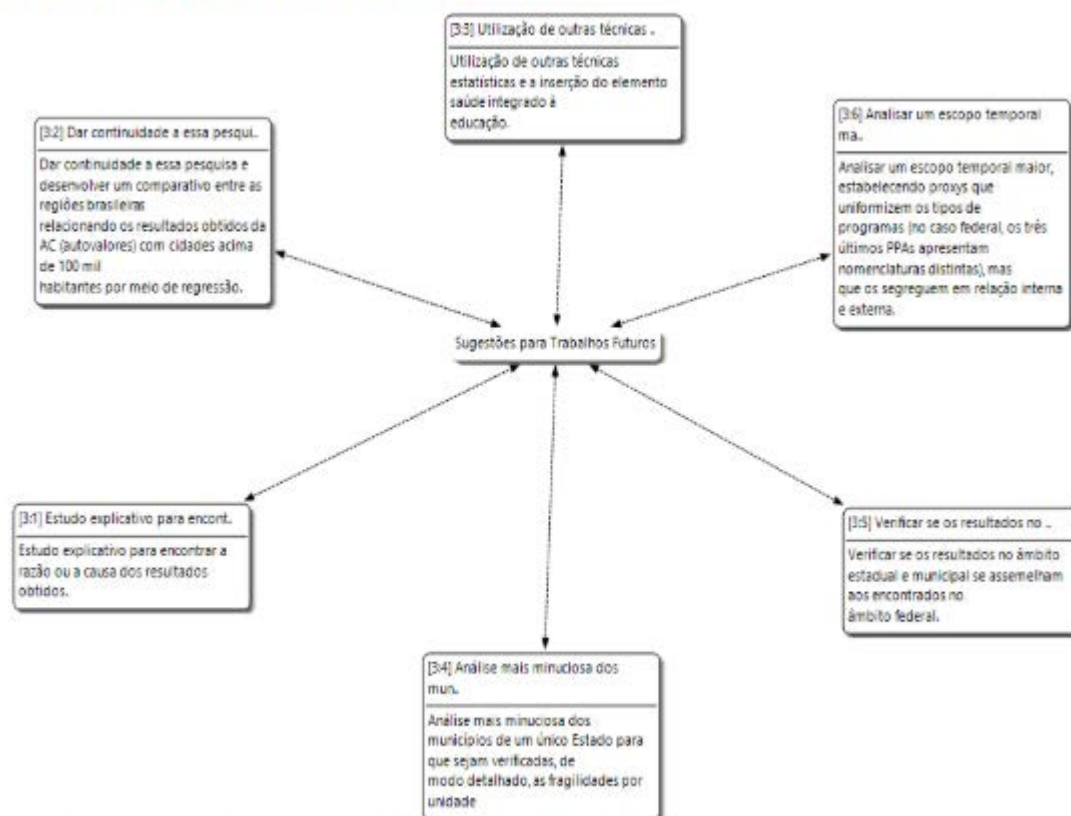 [3:3] Utilização de outras técnicas ..
Utilização de outras técnicas
estatísticas e a inserção do elemento
saúde integrado à
educação.
[3:2] Dar continuidade a essa pesqui..
Dar continuidade a essa pesquisa e
desenvolver um comparativo entre as
regiões brasileiras
relacionando os resultados obtidos da
AC (autovalores) com cidades acima
de 100 mil
habitantes por meio de regressão.
[3:6] Analisar um escopo temporal
ma..
Analisar um escopo temporal maior,
estabelecendo proxys que
uniformizem os tipos de
programas (no caso federal, os três
últimos PPAs apresentam
nomenclaturas distintas), mas
que os segreguem em relação interna
e externa.
Sugestões para Trabalhos Futuros
[3:1] Estudo explicativo para encont..
Estudo explicativo para encontrar a
razão ou a causa dos resultados
obtidos.
[3:5] Verificar se os resultados no ..
Verificar se os resultados no âmbito
estadual e municipal se assemelham
aos encontrados no
âmbito federal.
[3:4] Análise mais minuciosa dos
mun..
Análise mais minuciosa dos
municípios de um único Estado para
que sejam verificadas, de
modo detalhado, as fragilidades por
unidade